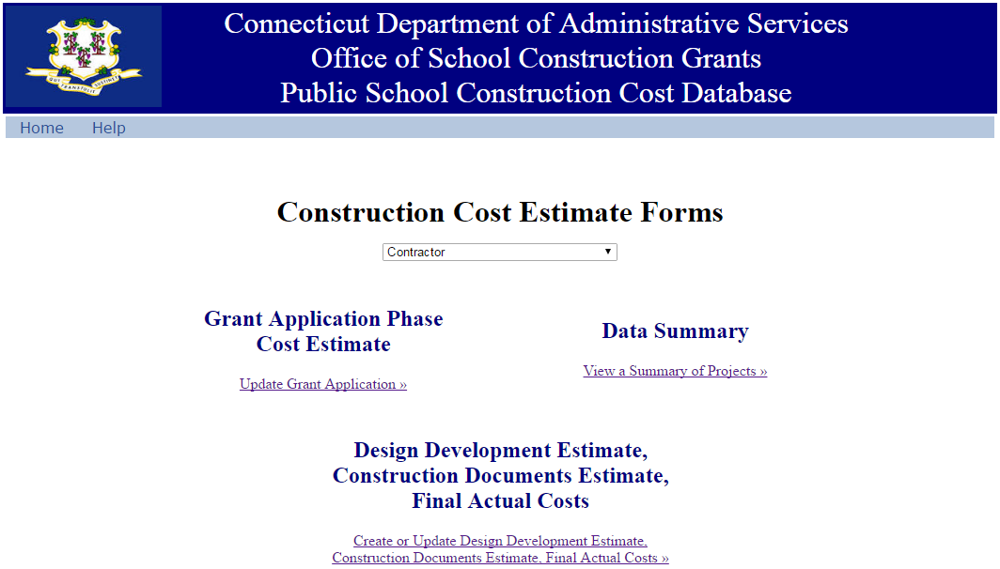 Connecticut Department of Administrative Services
Office of School Construction Grants
Public School Construction Cost Database
QUI TRANSTULIT SUSTINET
Home Help
Construction Cost Estimate Forms
Contractor
Grant Application Phase
Cost Estimate
Update Grant Application »
Data Summary
View a Summary of Projects »
Design Development Estimate,
Construction Documents Estimate,
Final Actual Costs
Create or Update Design Development Estimate,
Construction Documents Estimate, Final Actual Costs »